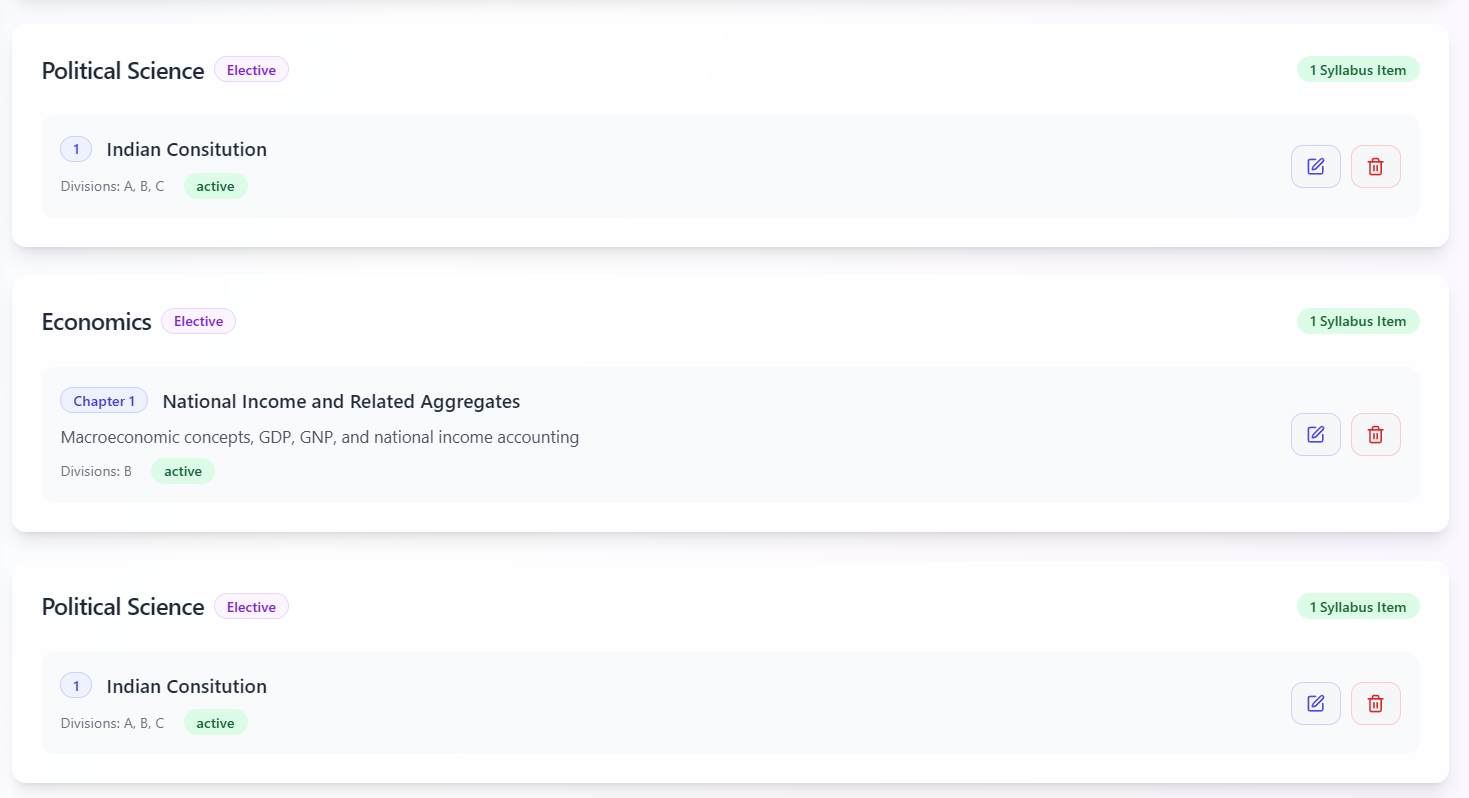 Political Science Elective 1 Syllabus Item
1 Indian Consitution
Divisions: A, B, C active
Economics Elective 1 Syllabus Item
Chapter 1 National Income and Related Aggregates
Macroeconomic concepts, GDP, GNP, and national income accounting
Divisions: B active
Political Science Elective 1 Syllabus Item
1 Indian Consitution
Divisions: A, B, C active